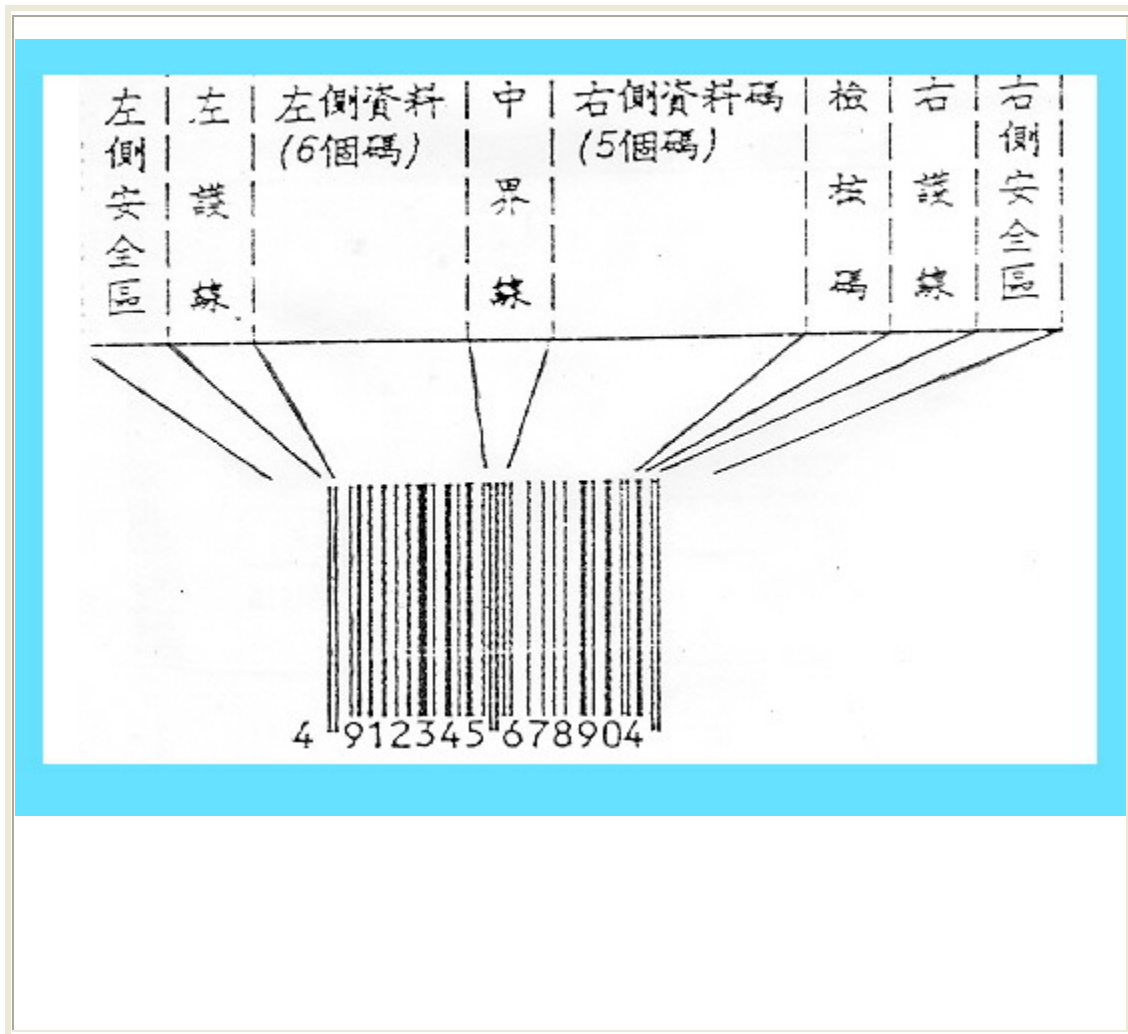 左側安全區
左護線
左側資料
(6個碼)
中界線
右側資料碼
(5個碼)
檢核碼
右護線
右側安全區
4 912345 678904